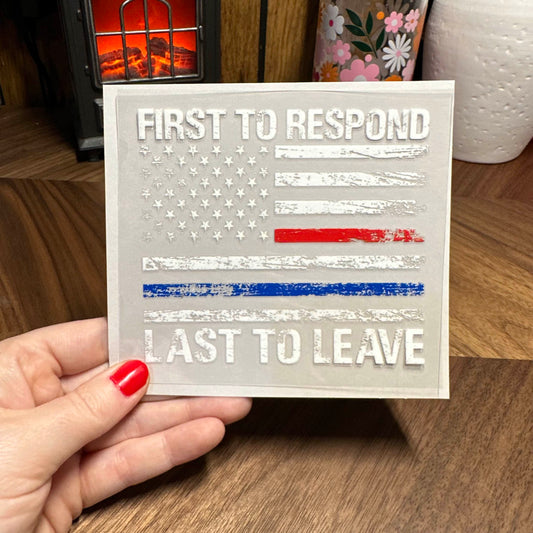 FIRST TO RESPOND
LAST TO LEAVE